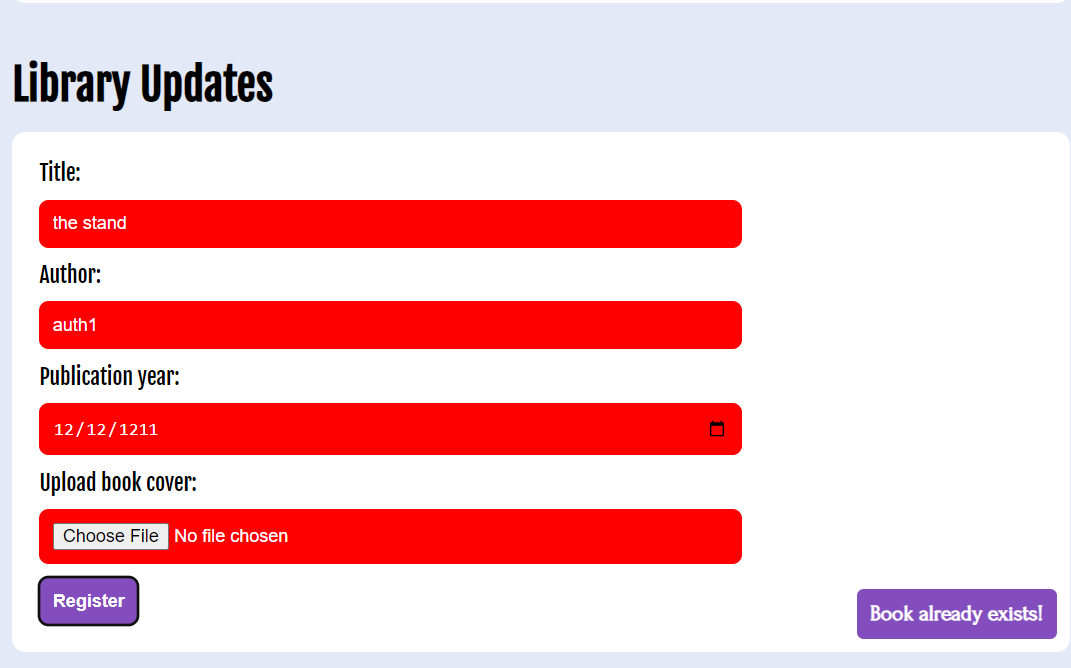 Library Updates
Title:
the stand
Author:
auth1
Publication year:
12/12/1211
Upload book cover:
Choose File No file chosen
Register
Book already exists!